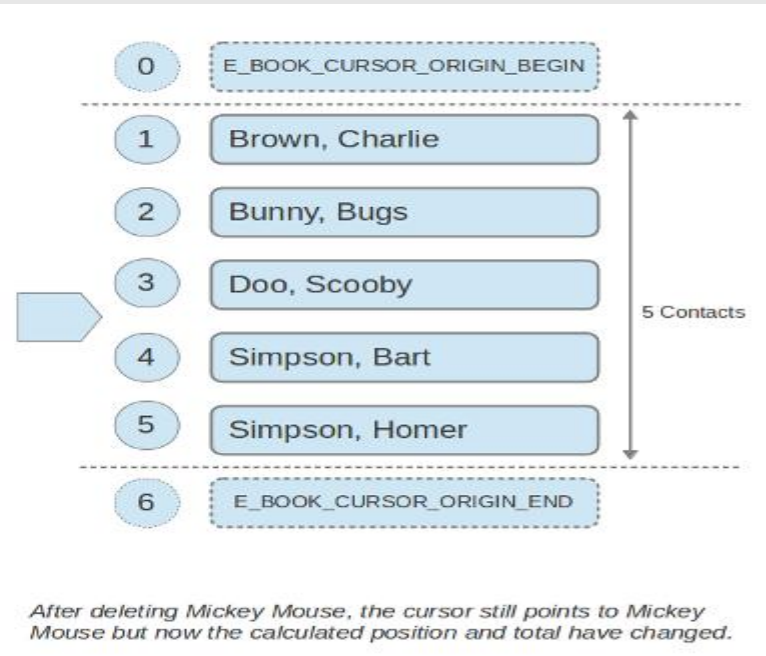 0 E_BOOK_CURSOR_ORIGIN_BEGIN
1 Brown, Charlie
2 Bunny, Bugs
3 Doo, Scooby
5 Contacts
4 Simpson, Bart
5 Simpson, Homer
6 E_BOOK_CURSOR_ORIGIN_END
After deleting Mickey Mouse, the cursor still points to Mickey
Mouse but now the calculated position and total have changed.